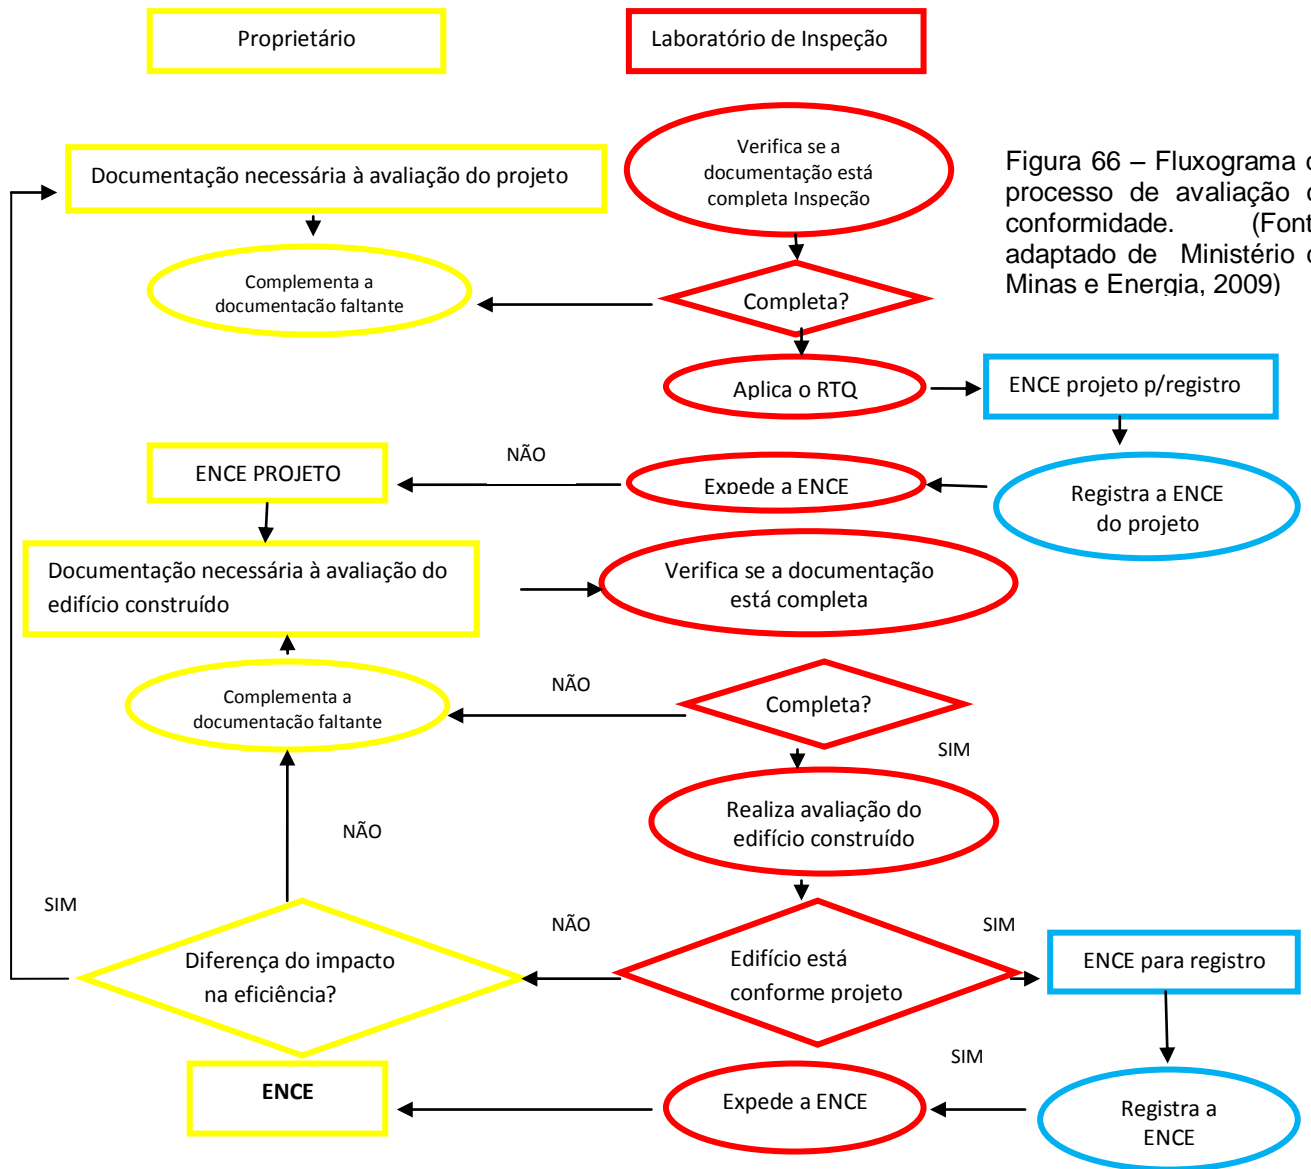 Proprietário
Laboratório de Inspeção
Verifica se a
documentação está
completa Inspeção
Figura 66 – Fluxograma
processo de avaliação
conformidade. (Font
adaptado de Ministério
Minas e Energia, 2009)
Documentação necessária à avaliação do projeto
Complementa a
documentação faltante
Completa?
Aplica o RTQ
ENCE projeto p/registro
NÃO
ENCE PROJETO
Expede a ENCE
Registra a ENCE
do projeto
Documentação necessária à avaliação do
edifício construído
Verifica se a documentação
está completa
Complementa a
documentação faltante
NÃO
Completa?
SIM
Realiza avaliação do
edifício construído
NÃO
SIM
NÃO
SIM
Diferença do impacto
na eficiência?
Edifício está
conforme projeto
ENCE para registro
SIM
ENCE
Expede a ENCE
Registra a
ENCE